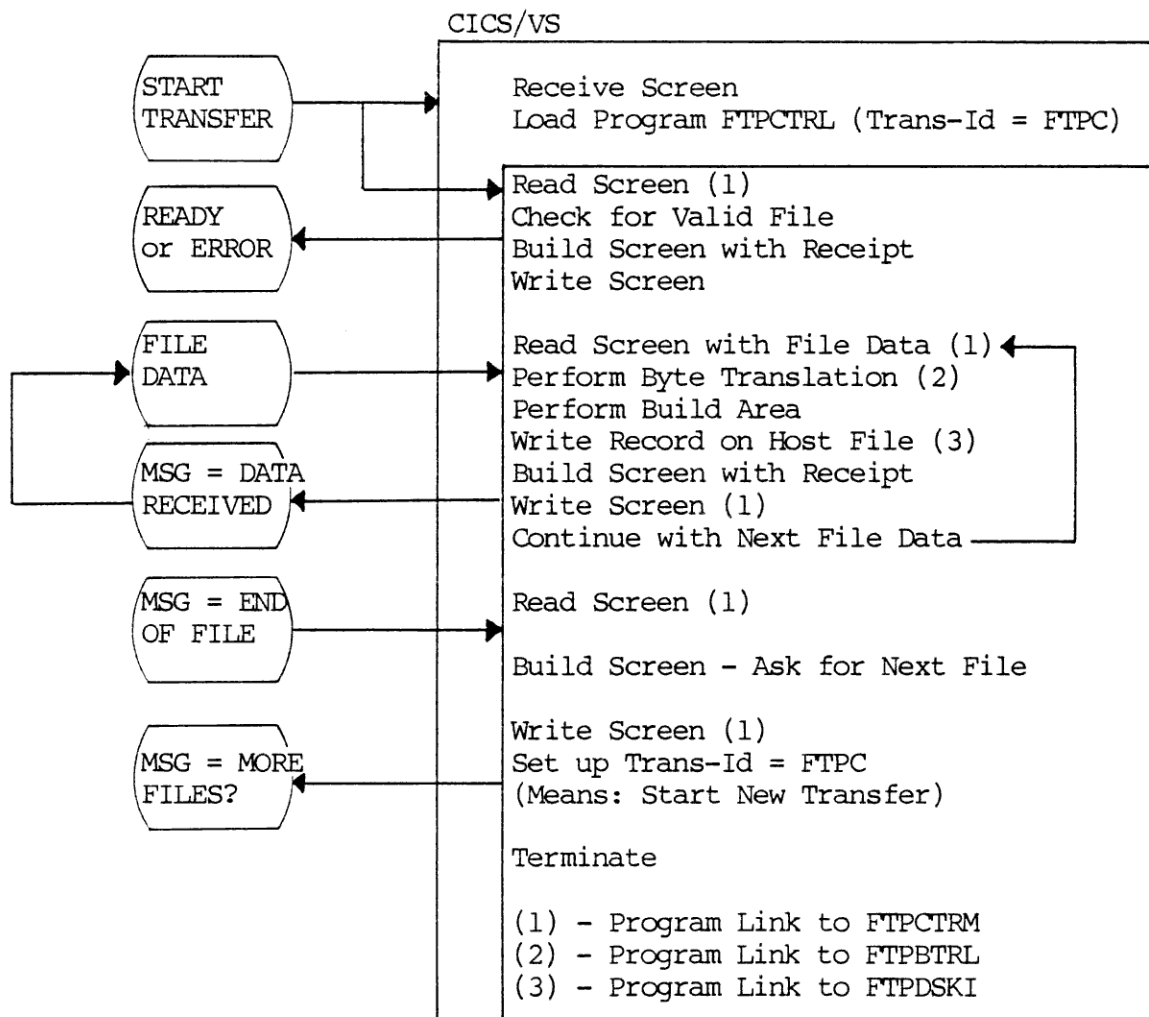 CICS/VS
START
TRANSFER
Receive Screen
Load Program FTPCTRL (Trans-Id = FTPC)
READY
or ERROR
Read Screen (1)
Check for Valid File
Build Screen with Receipt
Write Screen
FILE
DATA
MSG = DATA
RECEIVED
Read Screen with File Data (1)
Perform Byte Translation (2)
Perform Build Area
Write Record on Host File (3)
Build Screen with Receipt
Write Screen (1)
Continue with Next File Data
MSG = END
OF FILE
Read Screen (1)
Build Screen - Ask for Next File
MSG = MORE
FILES?
Write Screen (1)
Set up Trans-Id = FTPC
(Means: Start New Transfer)
Terminate
(1) - Program Link to FTPCTRM
(2) - Program Link to FTPBTRL
(3) - Program Link to FTPDSKI